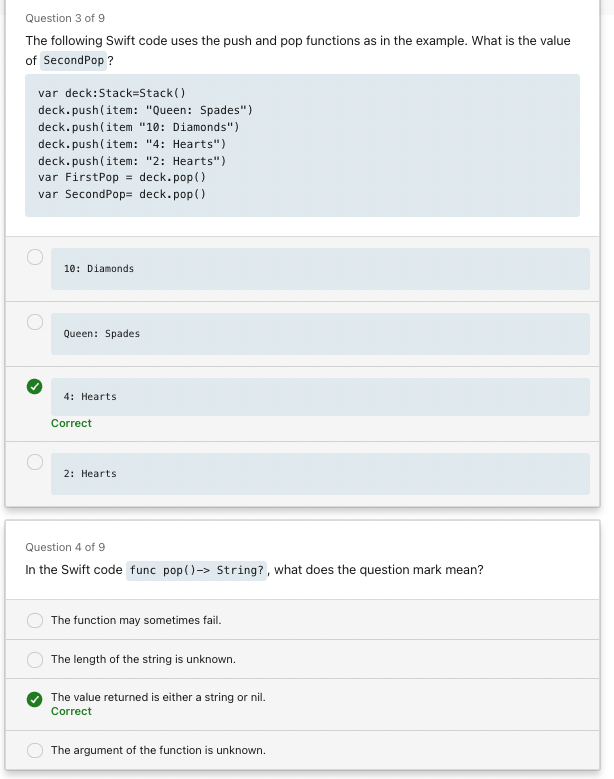 Question 3 of 9
The following Swift code uses the push and pop functions as in the example. What is the value
of SecondPop ?
var deck:Stack=Stack()
deck.push(item: "Queen: Spades")
deck.push(item "10: Diamonds")
deck.push(item: "4: Hearts")
deck.push(item: "2: Hearts")
var FirstPop = deck.pop()
var SecondPop= deck.pop()
10: Diamonds
Queen: Spades
4: Hearts
Correct
2: Hearts
Question 4 of 9
In the Swift code func pop()–> String? , what does the question mark mean?
The function may sometimes fail.
The length of the string is unknown.
The value returned is either a string or nil.
Correct
The argument of the function is unknown.